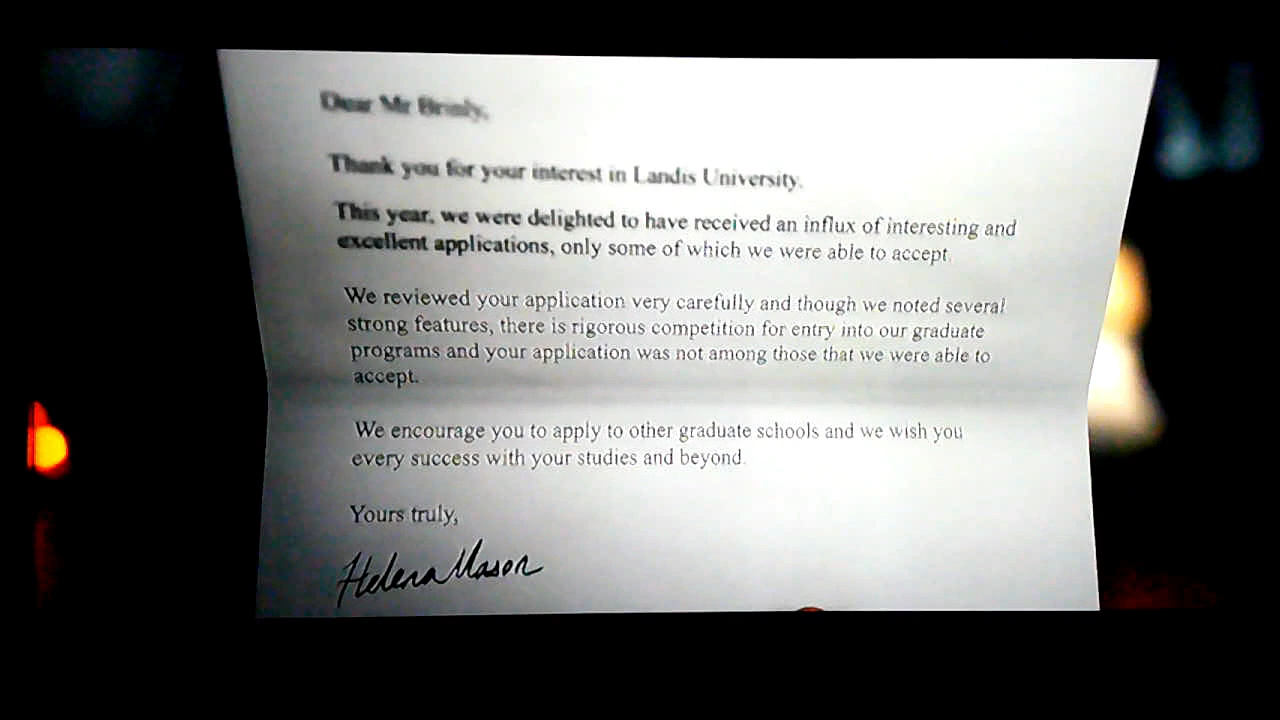 Dear Mr Brinly,
Thank you for your interest in Landis University.
This year, we were delighted to have received an influx of interesting and
excellent applications, only some of which we were able to accept.
We reviewed your application very carefully and though we noted several
strong features, there is rigorous competition for entry into our graduate
programs and your application was not among those that we were able to
accept.
We encourage you to apply to other graduate schools and we wish you
every success with your studies and beyond.
Yours truly,
Helena Mason